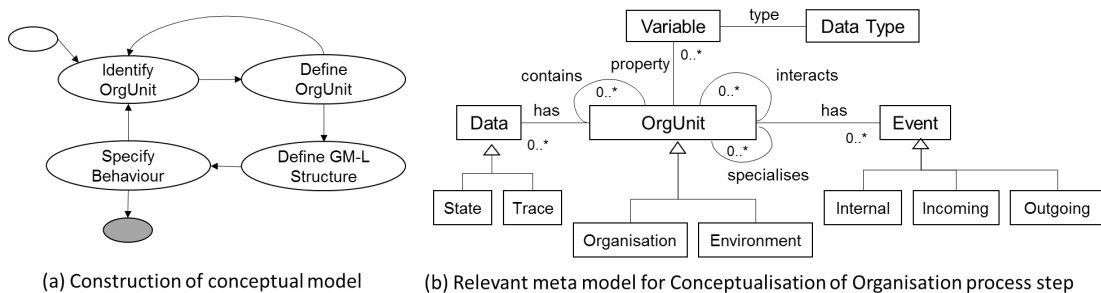 Identify
OrgUnit
Define
OrgUnit
Specify
Behaviour
Define GM-L
Structure
(a) Construction of conceptual model
Variable
type
Data Type
0..*
contains
property
interacts
0..*
0..*
Data
has
0..*
OrgUnit
has
0..*
Event
0..*
specialises
State
Trace
Organisation
Environment
Internal
Incoming
Outgoing
(b) Relevant meta model for Conceptualisation of Organisation process step